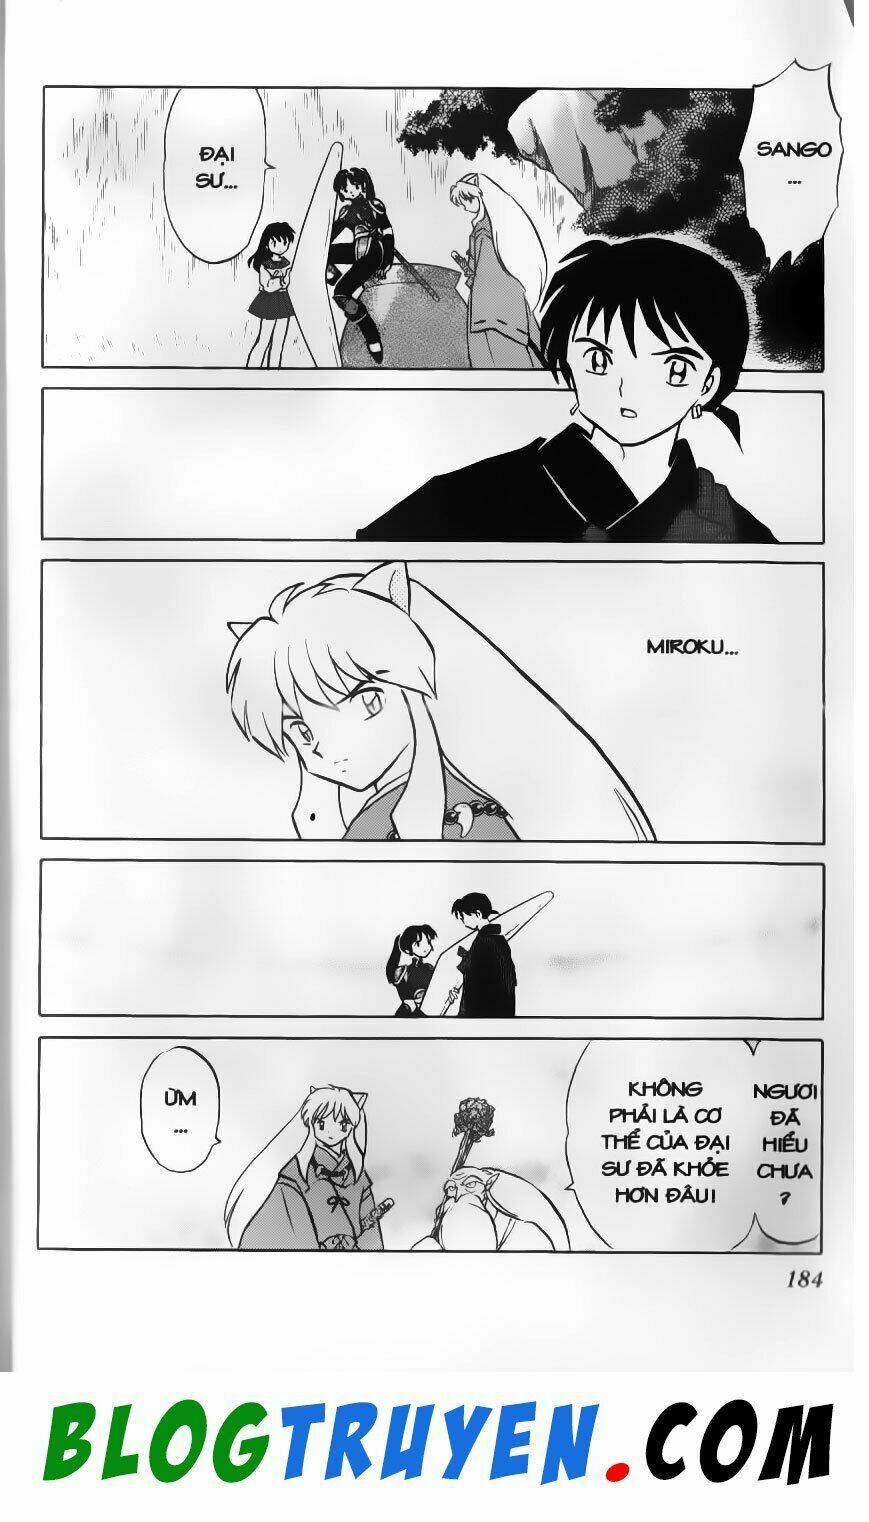 SANGO
...
ĐẠI
SƯ...
MIROKU...
NGƯƠI
ĐÃ
HIỂU
CHƯA
?
KHÔNG
PHẢI LÀ CƠ
THỂ CỦA ĐẠI
SƯ ĐÃ KHỎE
HƠN ĐÂU!
ỪM
...
184
BLOGTRUYEN.COM